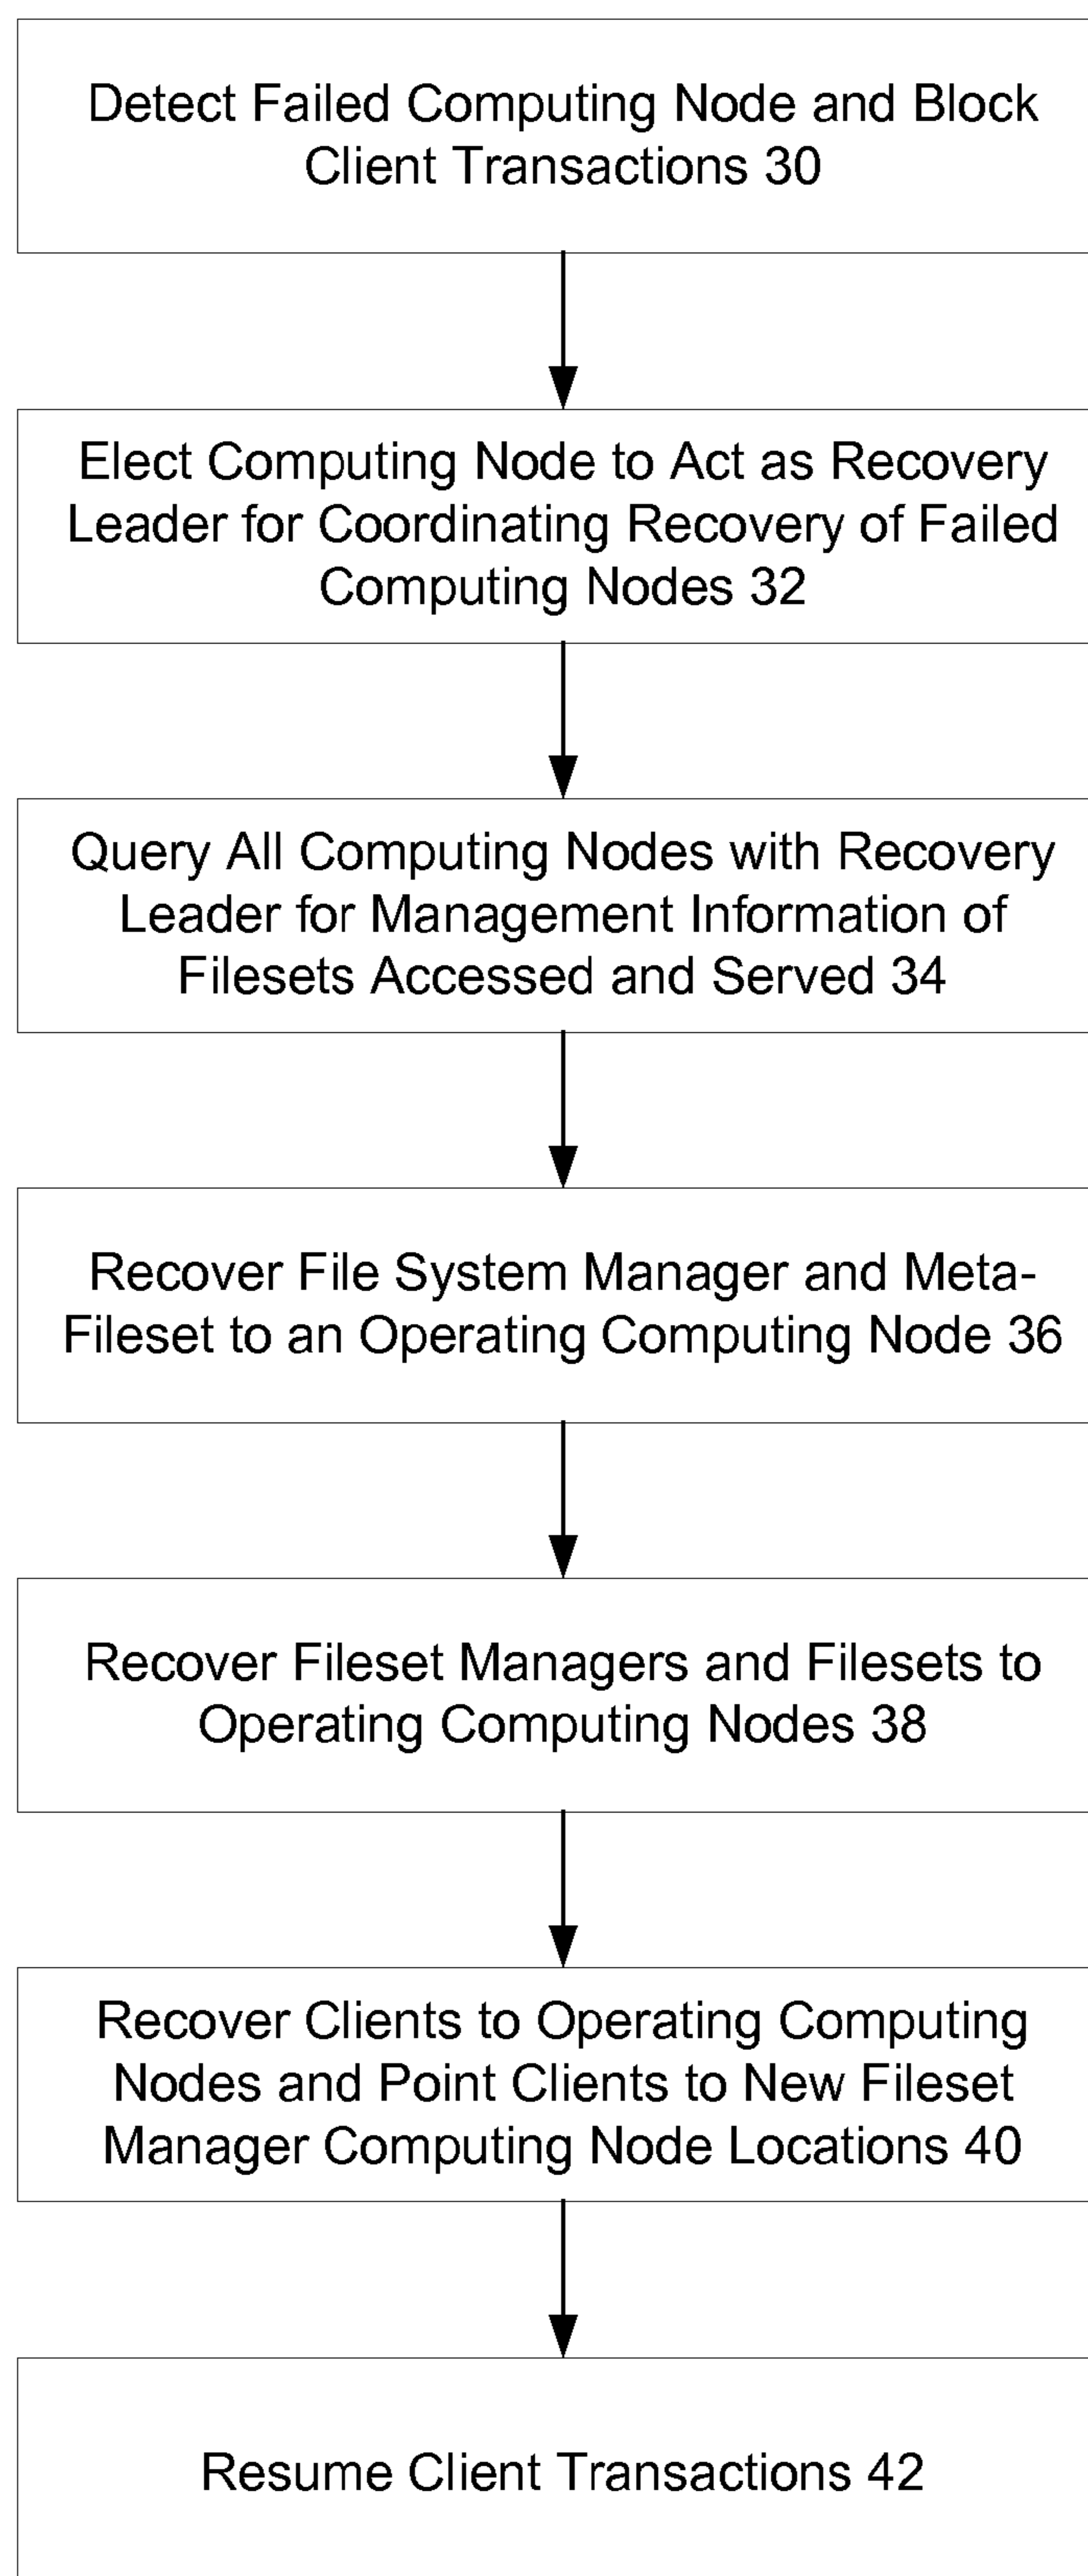 Detect Failed Computing Node and Block
Client Transactions 30
Elect Computing Node to Act as Recovery
Leader for Coordinating Recovery of Failed
Computing Nodes 32
Query All Computing Nodes with Recovery
Leader for Management Information of
Filesets Accessed and Served 34
Recover File System Manager and Meta-
Fileset to an Operating Computing Node 36
Recover Fileset Managers and Filesets to
Operating Computing Nodes 38
Recover Clients to Operating Computing
Nodes and Point Clients to New Fileset
Manager Computing Node Locations 40
Resume Client Transactions 42